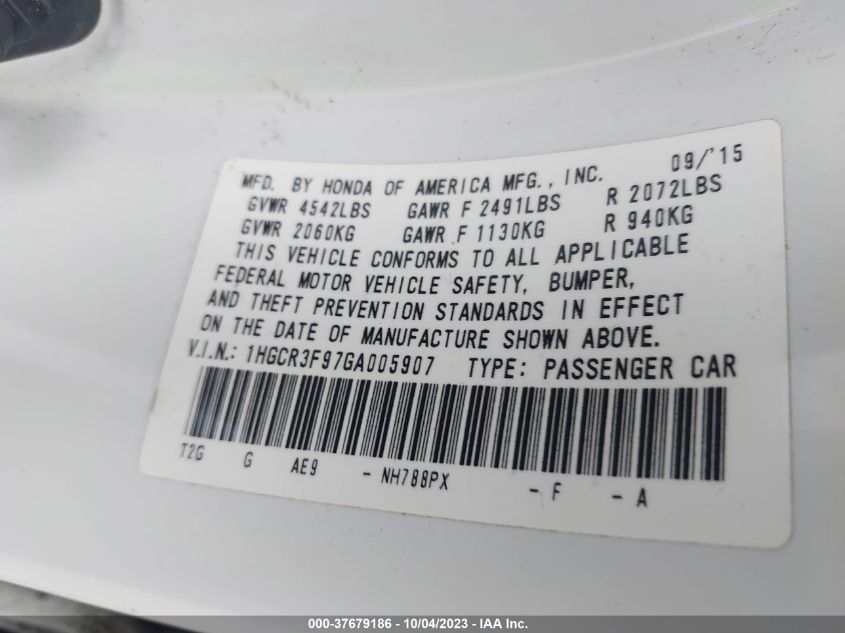 09/'15
MFD. BY HONDA OF AMERICA MFG., INC.
GVWR 4542LBS GAWR F 2491LBS R 2072LBS
GVWR 2060KG GAWR F 1130KG R 940KG
THIS VEHICLE CONFORMS TO ALL APPLICABLE
FEDERAL MOTOR VEHICLE SAFETY, BUMPER,
AND THEFT PREVENTION STANDARDS IN EFFECT
ON THE DATE OF MANUFACTURE SHOWN ABOVE.
V.I.N.: 1HGCR3F97GA005907 TYPE: PASSENGER CAR
T2G G AE9 - NH788PX - F - A
000-37679186 - 10/04/2023 - IAA Inc.